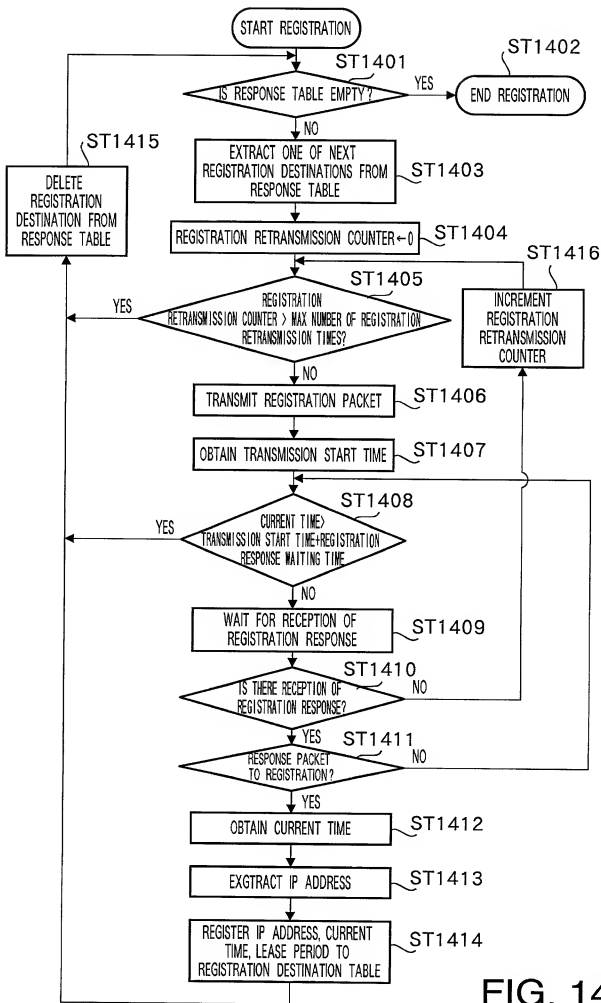 START REGISTRATION
ST1401
ST1402
IS RESPONSE TABLE EMPTY?
YES
END REGISTRATION
NO
ST1415
DELETE
REGISTRATION
DESTINATION FROM
RESPONSE TABLE
EXTRACT ONE OF NEXT
REGISTRATION DESTINATIONS FROM
RESPONSE TABLE
ST1403
REGISTRATION RETRANSMISSION COUNTER←0
ST1404
ST1416
INCREMENT
REGISTRATION
RETRANSMISSION
COUNTER
ST1405
YES
REGISTRATION
RETRANSMISSION COUNTER > MAX NUMBER OF REGISTRATION
RETRANSMISSION TIMES?
NO
TRANSMIT REGISTRATION PACKET
ST1406
OBTAIN TRANSMISSION START TIME
ST1407
ST1408
YES
CURRENT TIME>
TRANSMISSION START TIME+REGISTRATION
RESPONSE WAITING TIME
NO
WAIT FOR RECEPTION OF
REGISTRATION RESPONSE
ST1409
ST1410
IS THERE RECEPTION OF
REGISTRATION RESPONSE?
NO
YES
ST1411
RESPONSE PACKET
TO REGISTRATION?
NO
YES
OBTAIN CURRENT TIME
ST1412
EXGTRACT IP ADDRESS
ST1413
REGISTER IP ADDRESS, CURRENT
TIME, LEASE PERIOD TO
REGISTRATION DESTINATION TABLE
ST1414
FIG. 14